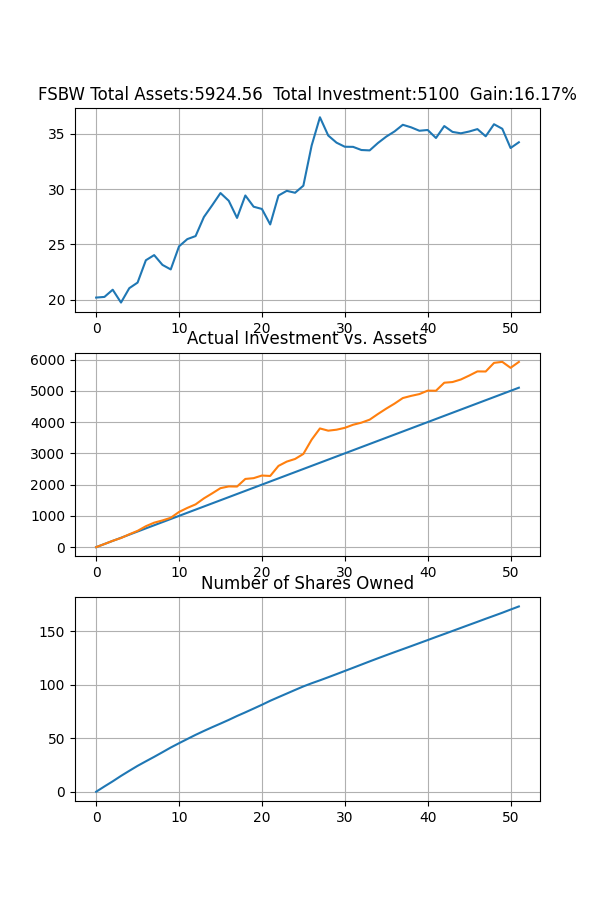 FSBW Total Assets:5924.56  Total Investment:5100  Gain:16.17%
35
30
25
20
0 10 20 30 40 50
Actual Investment vs. Assets
6000
5000
4000
3000
2000
1000
0
0 10 20 30 40 50
Number of Shares Owned
150
100
50
0
0 10 20 30 40 50